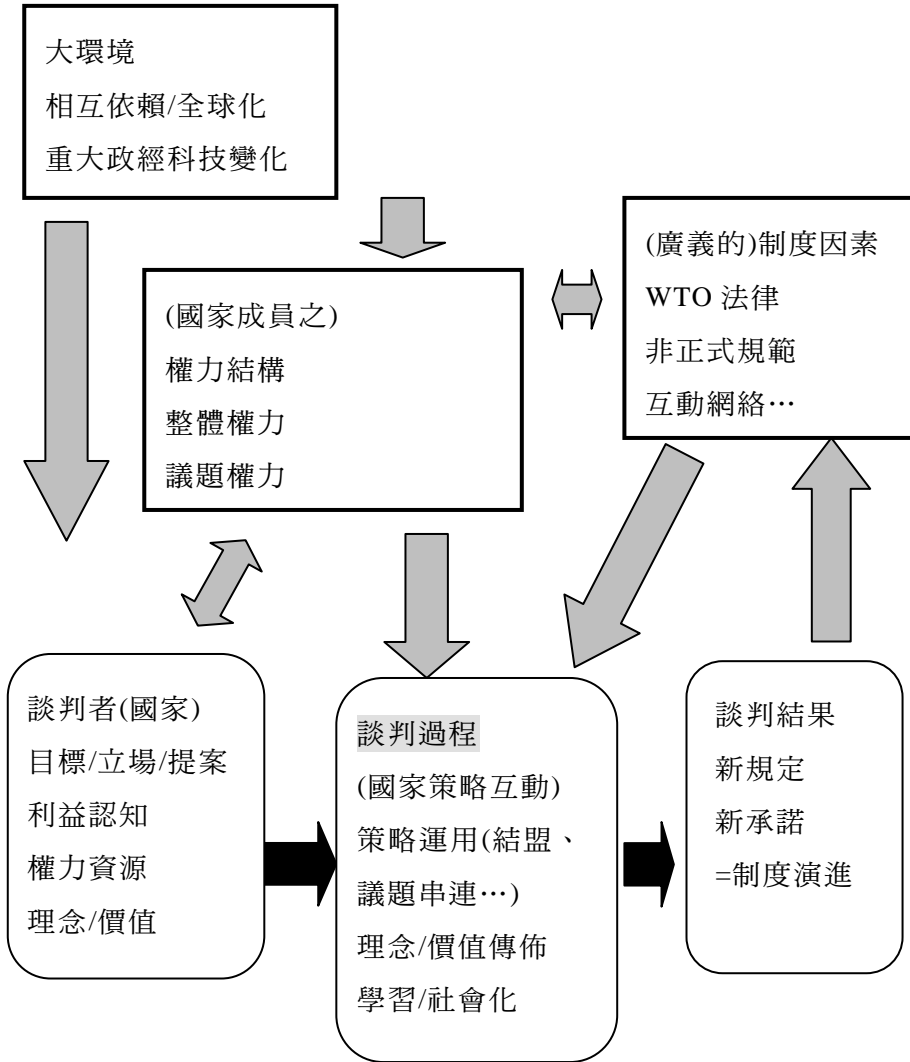 大環境
相互依賴/全球化
重大政經科技變化
(廣義的)制度因素
WTO 法律
非正式規範
互動網絡…
(國家成員之)
權力結構
整體權力
議題權力
談判者(國家)
目標/立場/提案
利益認知
權力資源
理念/價值
談判過程
(國家策略互動)
策略運用(結盟、
議題串連…)
理念/價值傳佈
學習/社會化
談判結果
新規定
新承諾
=制度演進